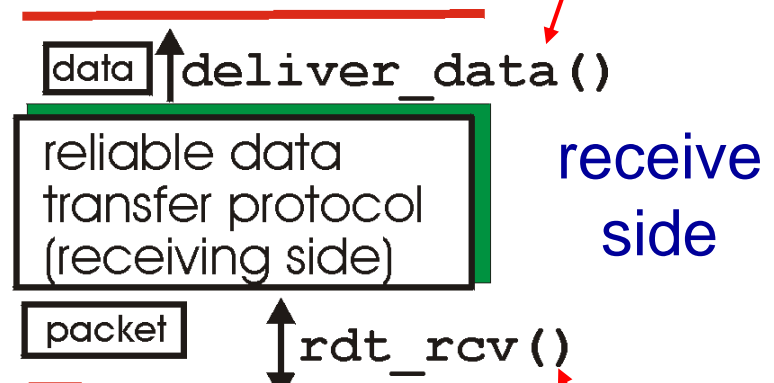 data deliver_data()
reliable data
transfer protocol
(receiving side)
receive
side
packet rdt_rcv()